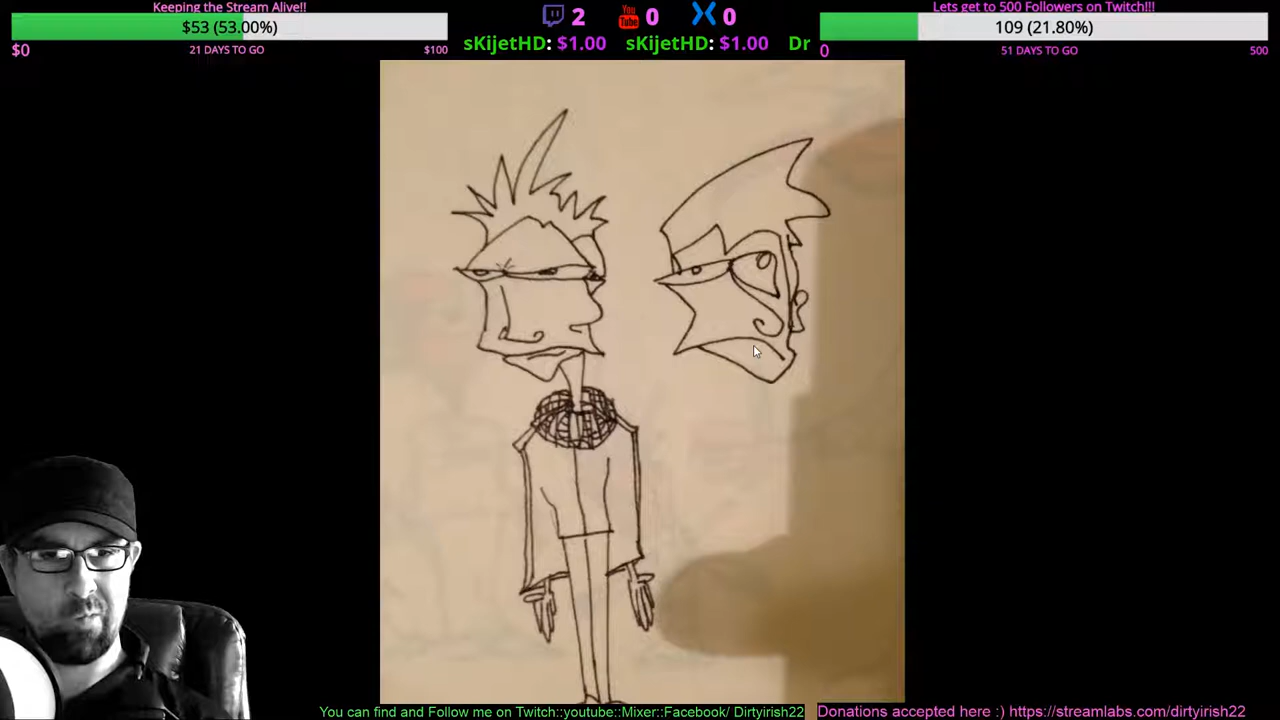 Keeping the Stream Alive!!
$53 (53.00%)
$0
21 DAYS TO GO
$100
2
You Tube
0
0
sKijetHD: $1.00 sKijetHD: $1.00 Dr
Lets get to 500 Followers on Twitch!!!
109 (21.80%)
0
51 DAYS TO GO
500
You can find and Follow me on Twitch::youtube::Mixer::Facebook/ Dirtyirish22
Donations accepted here :) https://streamlabs.com/dirtyirish22